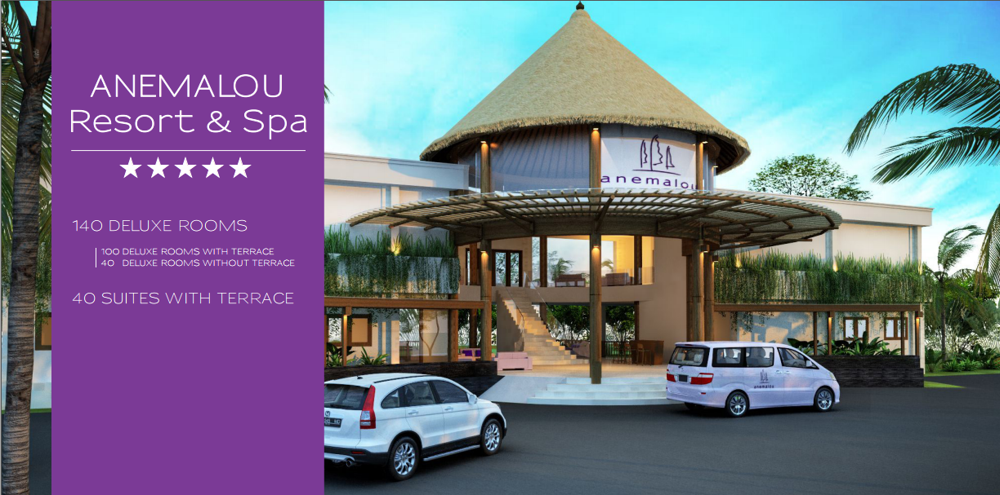 ANEMALOU
Resort & Spa
140 DELUXE ROOMS
100 DELUXE ROOMS WITH TERRACE
40 DELUXE ROOMS WITHOUT TERRACE
40 SUITES WITH TERRACE
anemalou
anemalou